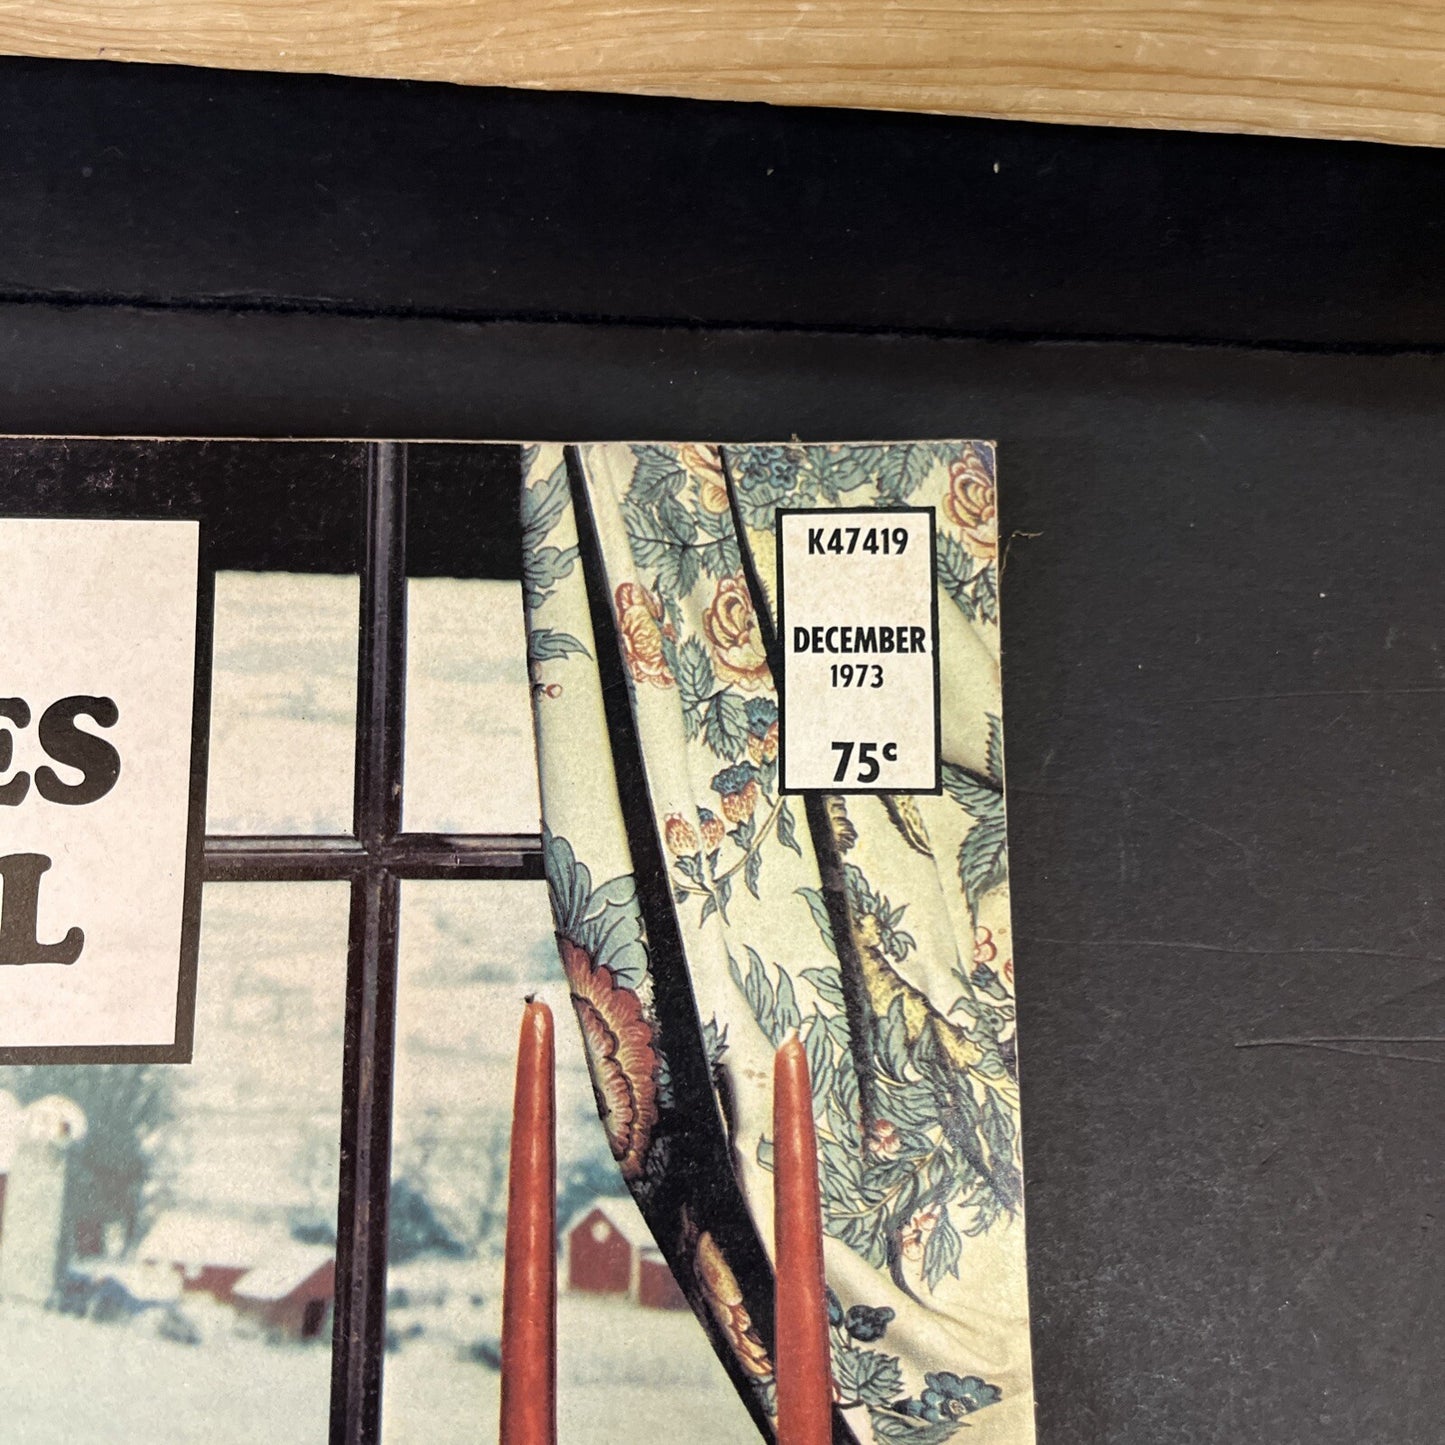 ES
L
K47419
DECEMBER
1973
75¢